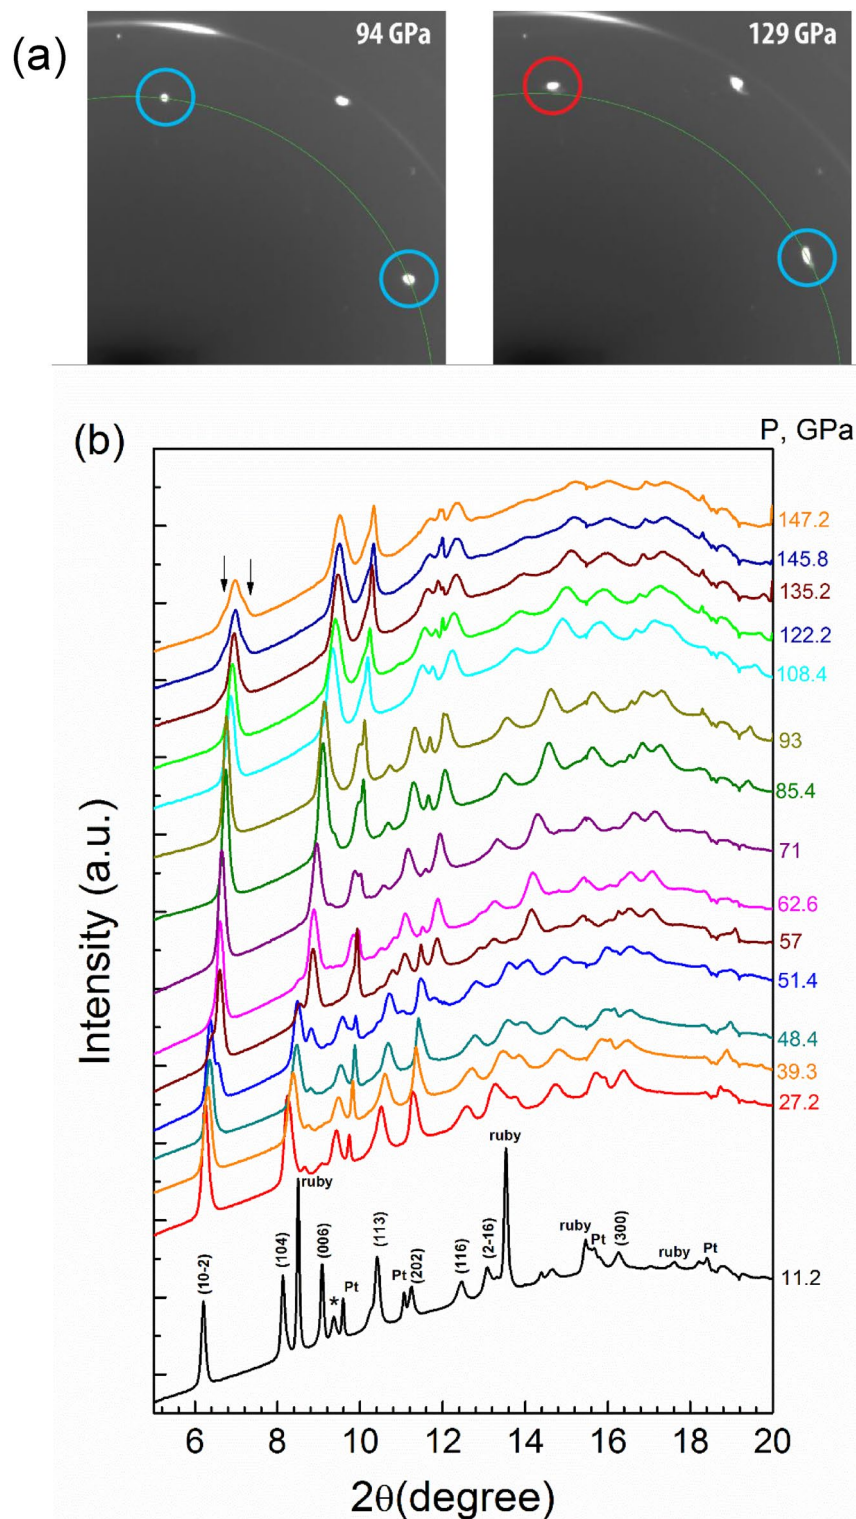 (a)
94 GPa
129 GPa
(b)
P, GPa
147.2
145.8
135.2
122.2
108.4
93
85.4
71
62.6
57
51.4
48.4
39.3
27.2
11.2
(10-2)
(104)
ruby
(006)
*
Pt
(113)
Pt
(202)
(116)
(2-16)
ruby
ruby
Pt
(300)
ruby
Pt
Intensity (a.u.)
6 8 10 12 14 16 18 20
2θ(degree)